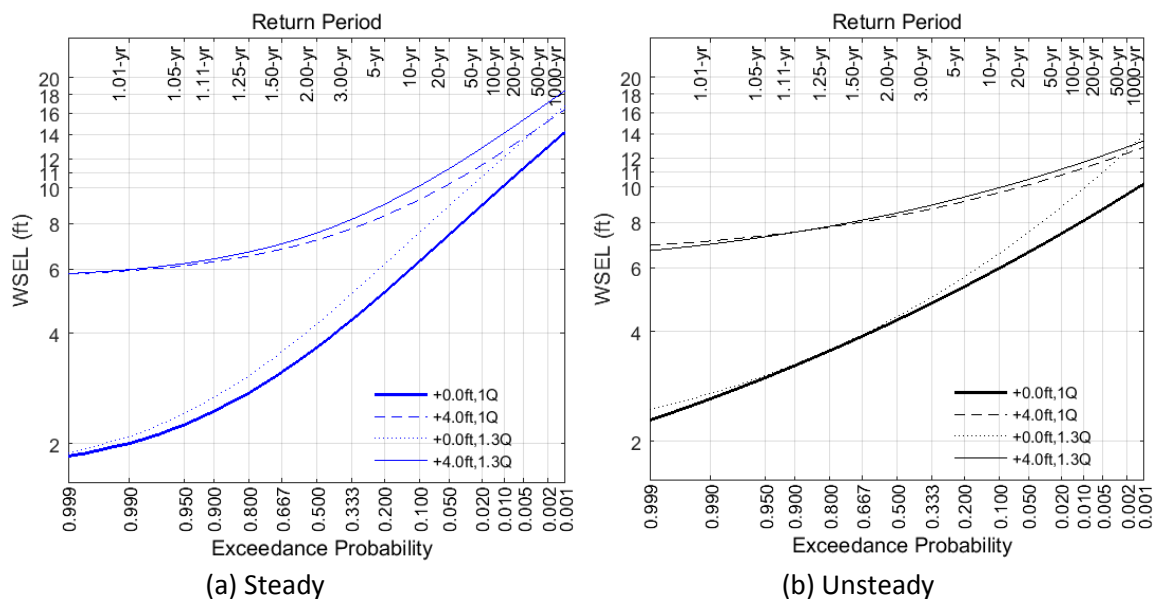 Return Period
1.01-yr
1.05-yr
1.11-yr
1.25-yr
1.50-yr
2.00-yr
3.00-yr
5-yr
10-yr
20-yr
50-yr
100-yr
200-yr
500-yr
1000-yr
20
18
16
14
12
11
10
8
6
4
2
WSEL (ft)
+0.0ft,1Q
+4.0ft,1Q
+0.0ft,1.3Q
+4.0ft,1.3Q
0.999
0.990
0.950
0.900
0.800
0.667
0.500
0.333
0.200
0.100
0.050
0.020
0.010
0.005
0.002
0.001
Exceedance Probability
(a) Steady
Return Period
1.01-yr
1.05-yr
1.11-yr
1.25-yr
1.50-yr
2.00-yr
3.00-yr
5-yr
10-yr
20-yr
50-yr
100-yr
200-yr
500-yr
1000-yr
20
18
16
14
12
11
10
8
6
4
2
WSEL (ft)
+0.0ft,1Q
+4.0ft,1Q
+0.0ft,1.3Q
+4.0ft,1.3Q
0.999
0.990
0.950
0.900
0.800
0.667
0.500
0.333
0.200
0.100
0.050
0.020
0.010
0.005
0.002
0.001
Exceedance Probability
(b) Unsteady